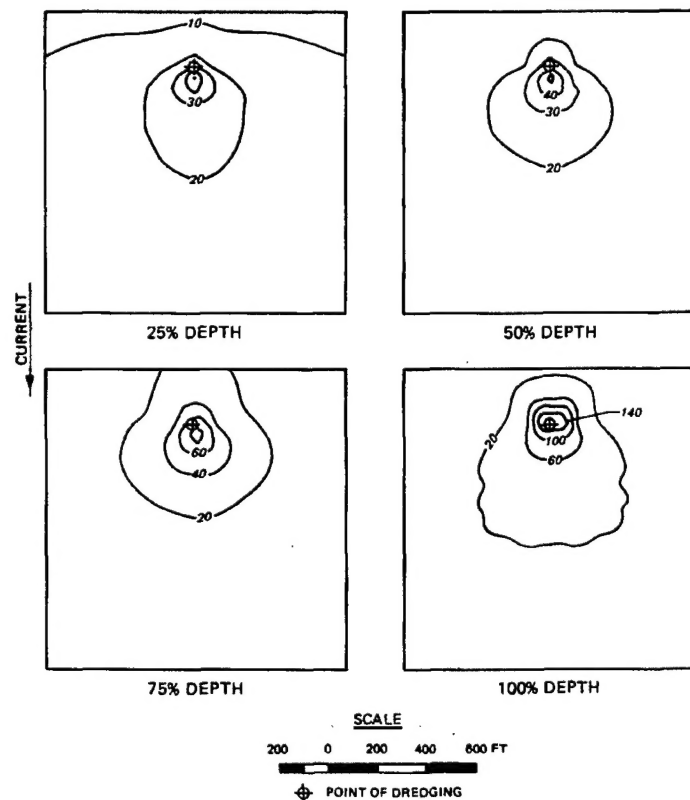 10
30
20
25% DEPTH
40
30
20
50% DEPTH
CURRENT
60
40
20
75% DEPTH
20
140
100
60
100% DEPTH
SCALE
200 0 200 400 600 FT
POINT OF DREDGING